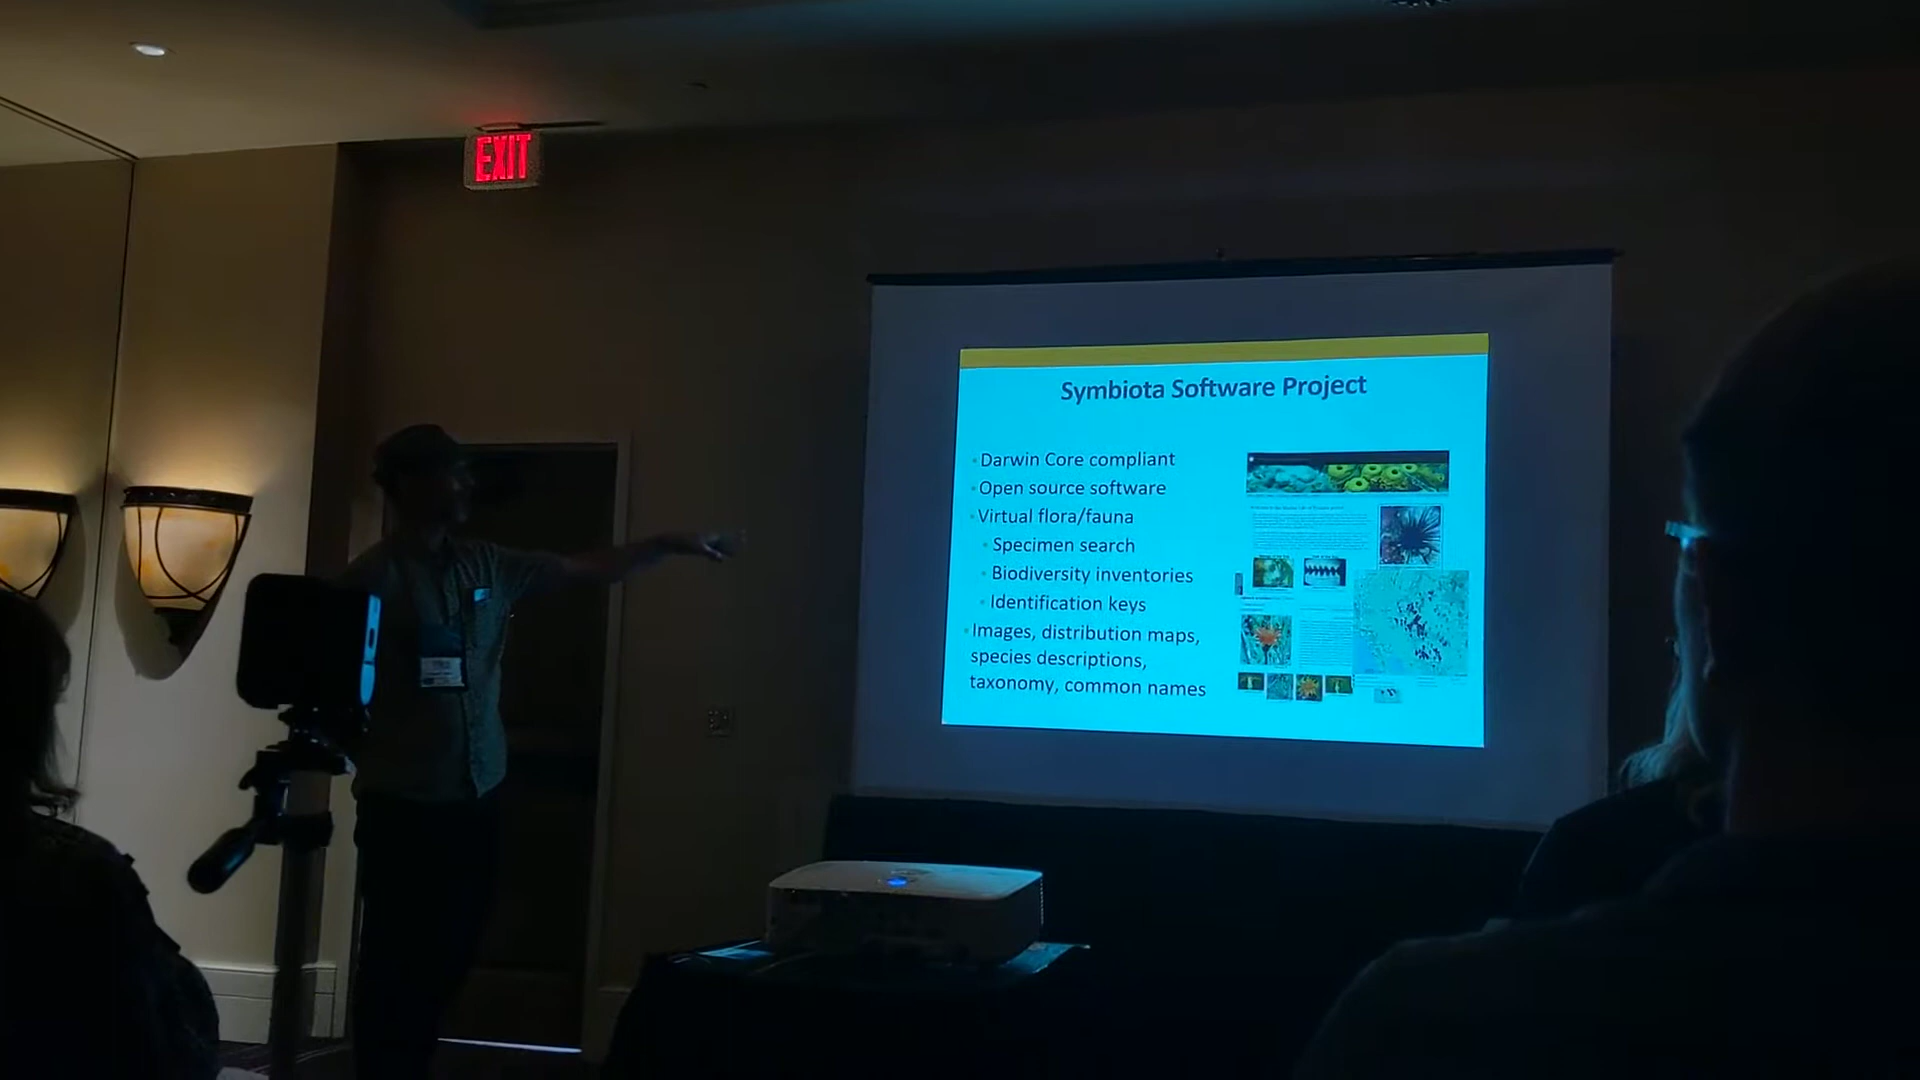 EXIT
Symbiota Software Project
Darwin Core compliant
Open source software
Virtual flora/fauna
Specimen search
Biodiversity inventories
Identification keys
Images, distribution maps,
species descriptions,
taxonomy, common names